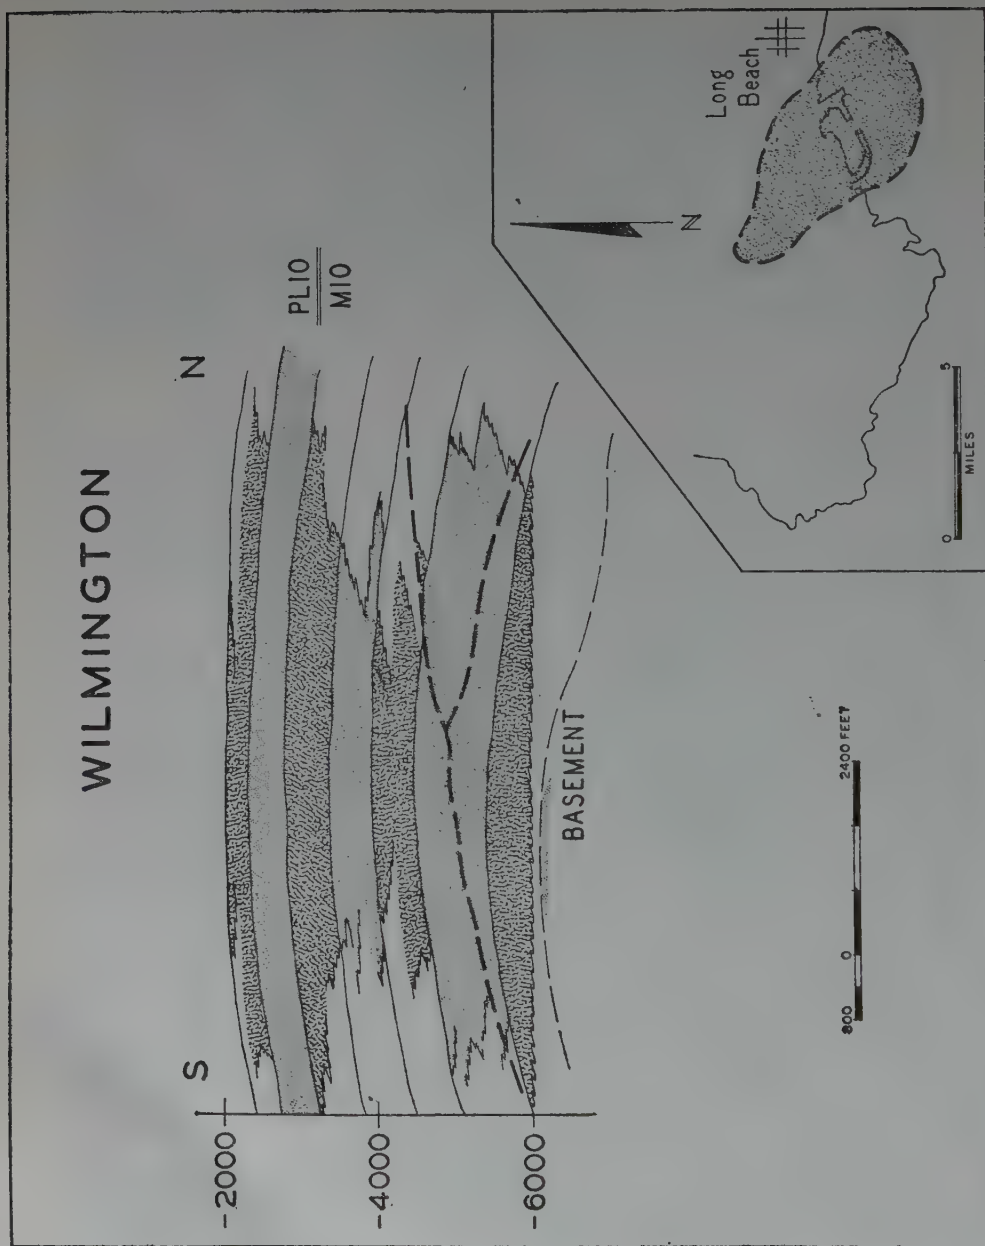 WILMINGTON
S
N
-2000
-4000
-6000
PLIO
MIO
BASEMENT
800 0 2400 FEET
Long
Beach
N
0 5
MILES